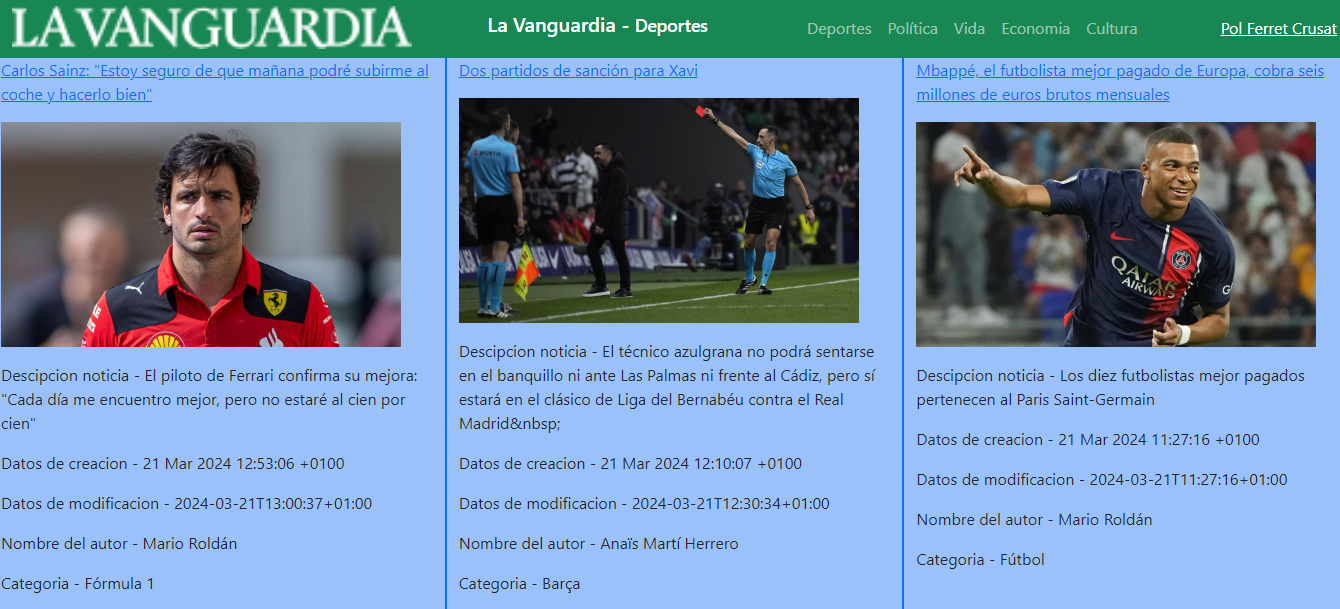 LA VANGUARDIA
La Vanguardia - Deportes
Deportes Política Vida Economia Cultura
Pol Ferret Crusat
Carlos Sainz: "Estoy seguro de que mañana podré subirme al
coche y hacerlo bien"
Descipcion noticia - El piloto de Ferrari confirma su mejora:
"Cada día me encuentro mejor, pero no estaré al cien por
cien"
Datos de creacion - 21 Mar 2024 12:53:06 +0100
Datos de modificacion - 2024-03-21T13:00:37+01:00
Nombre del autor - Mario Roldán
Categoria - Fórmula 1
Dos partidos de sanción para Xavi
WÜRTH
Descipcion noticia - El técnico azulgrana no podrá sentarse
en el banquillo ni ante Las Palmas ni frente al Cádiz, pero sí
estará en el clásico de Liga del Bernabéu contra el Real
Madrid&nbsp;
Datos de creacion - 21 Mar 2024 12:10:07 +0100
Datos de modificacion - 2024-03-21T12:30:34+01:00
Nombre del autor - Anaïs Martí Herrero
Categoria - Barça
Mbappé, el futbolista mejor pagado de Europa, cobra seis
millones de euros brutos mensuales
QATAR
AIRWAYS
Descipcion noticia - Los diez futbolistas mejor pagados
pertenecen al Paris Saint-Germain
Datos de creacion - 21 Mar 2024 11:27:16 +0100
Datos de modificacion - 2024-03-21T11:27:16+01:00
Nombre del autor - Mario Roldán
Categoria - Fútbol